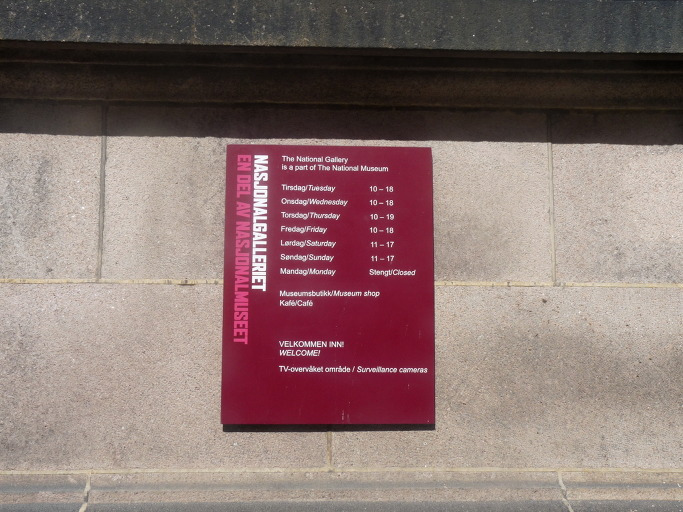 NASJONALGALLERIET
EN DEL AV NASJONALMUSEET
The National Gallery
is a part of The National Museum
Tirsdag/Tuesday 10 – 18
Onsdag/Wednesday 10 – 18
Torsdag/Thursday 10 – 19
Fredag/Friday 10 – 18
Lørdag/Saturday 11 – 17
Søndag/Sunday 11 – 17
Mandag/Monday Stengt/Closed
Museumsbutikk/Museum shop
Kafé/Café
VELKOMMEN INN!
WELCOME!
TV-overvåket område / Surveillance cameras